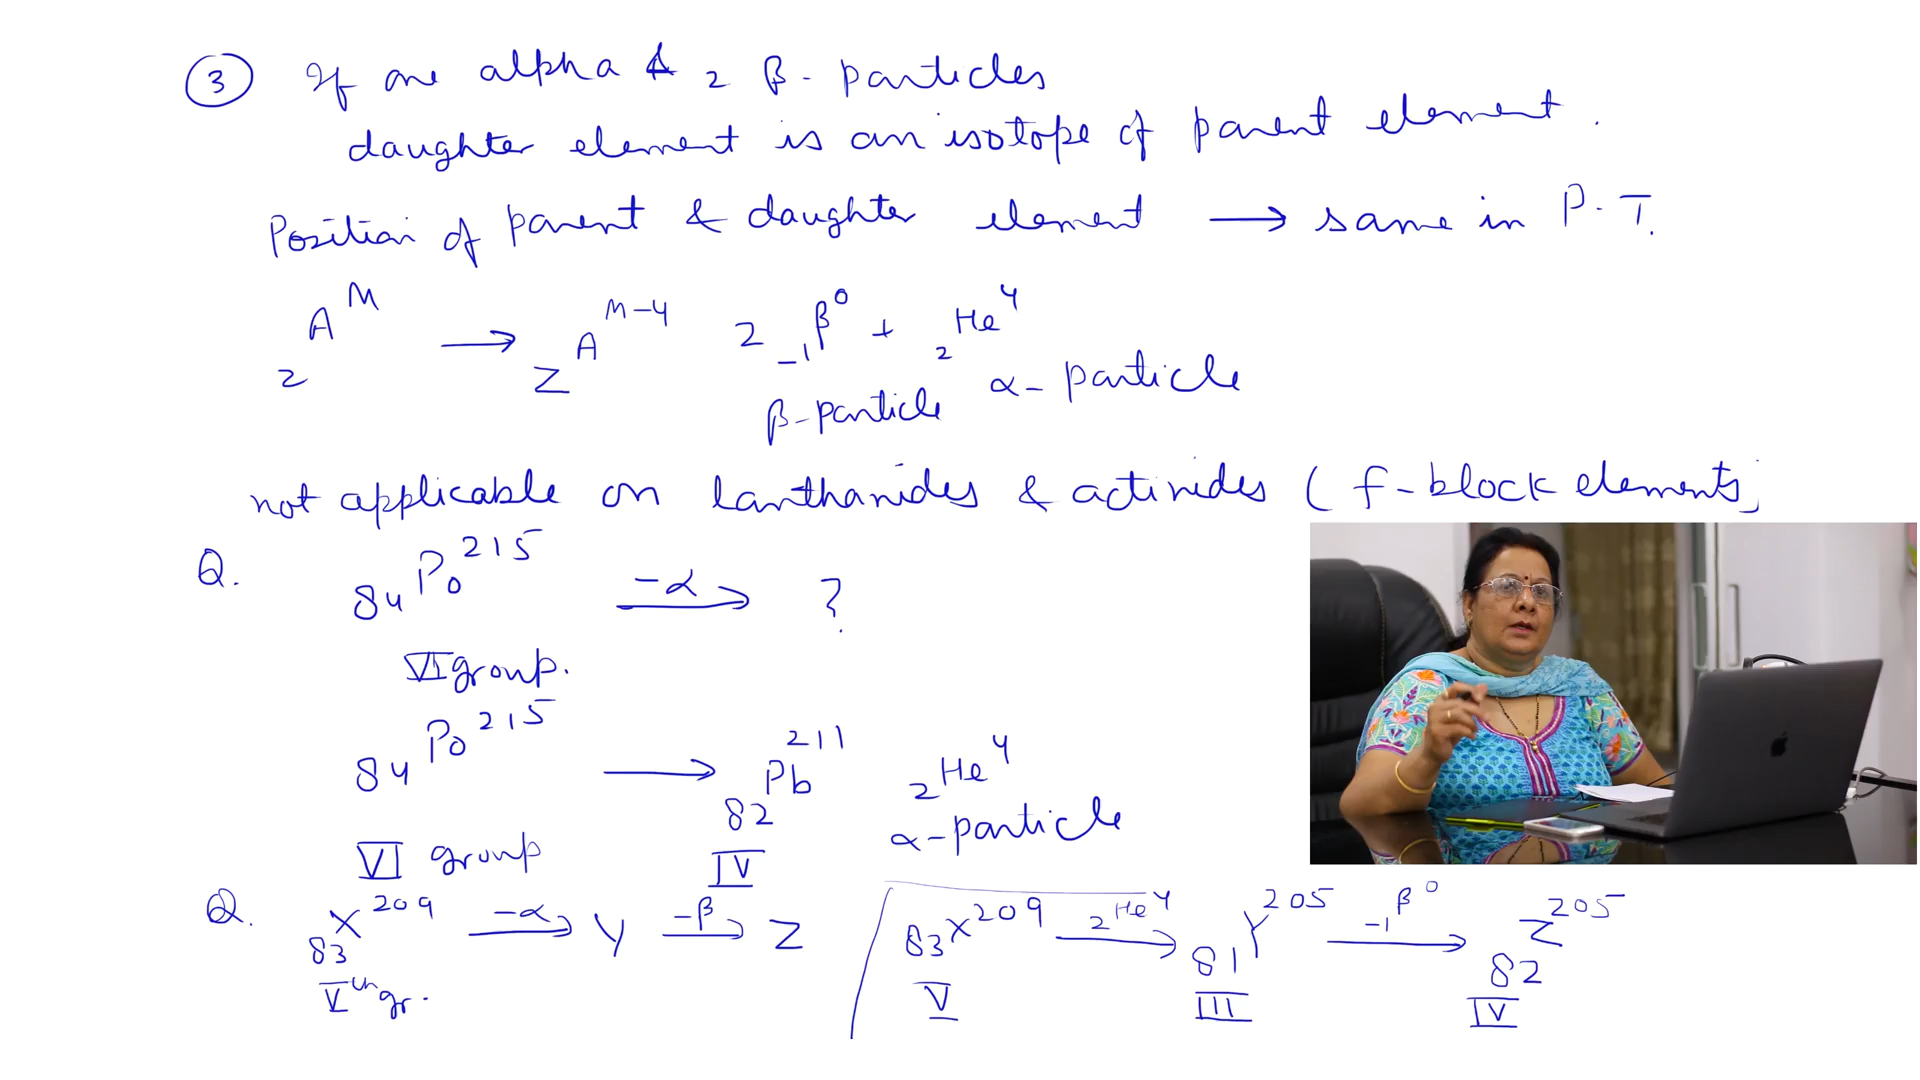 ③ If one alpha & 2 β-particles
daughter element is an isotope of parent element.
Position of parent & daughter element → same in P.T.
zA^M → zA^M-4 2 -1β^0 + 2He^4
β-particle α-particle
not applicable on lanthanides & actinides (f-block elements)
Q. 84Po^215 -α→ ?
VI group.
84Po^215 → 82Pb^211 2He^4
α-particle
VI group IV
Q. 83X^209 -α→ Y -β→ Z
Vth gr.
83X^209 2He^4→ 81Y^205 -1β^0→ 82Z^205
V III IV